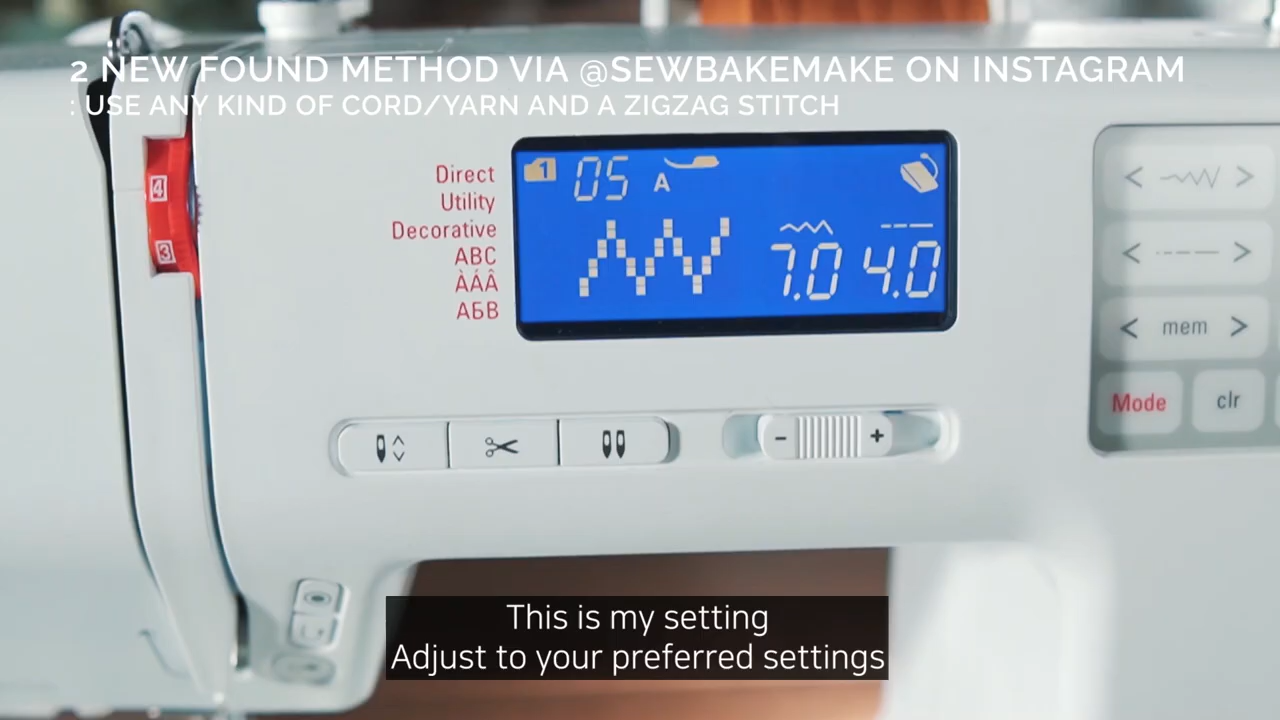 2 NEW FOUND METHOD VIA @SEWBAKEMAKE ON INSTAGRAM
: USE ANY KIND OF CORD/YARN AND A ZIGZAG STITCH
4
3
Direct
Utility
Decorative
ABC
ÀÁÂ
АБВ
1 05 A
7.0 4.0
- +
mem
Mode clr
This is my setting
Adjust to your preferred settings